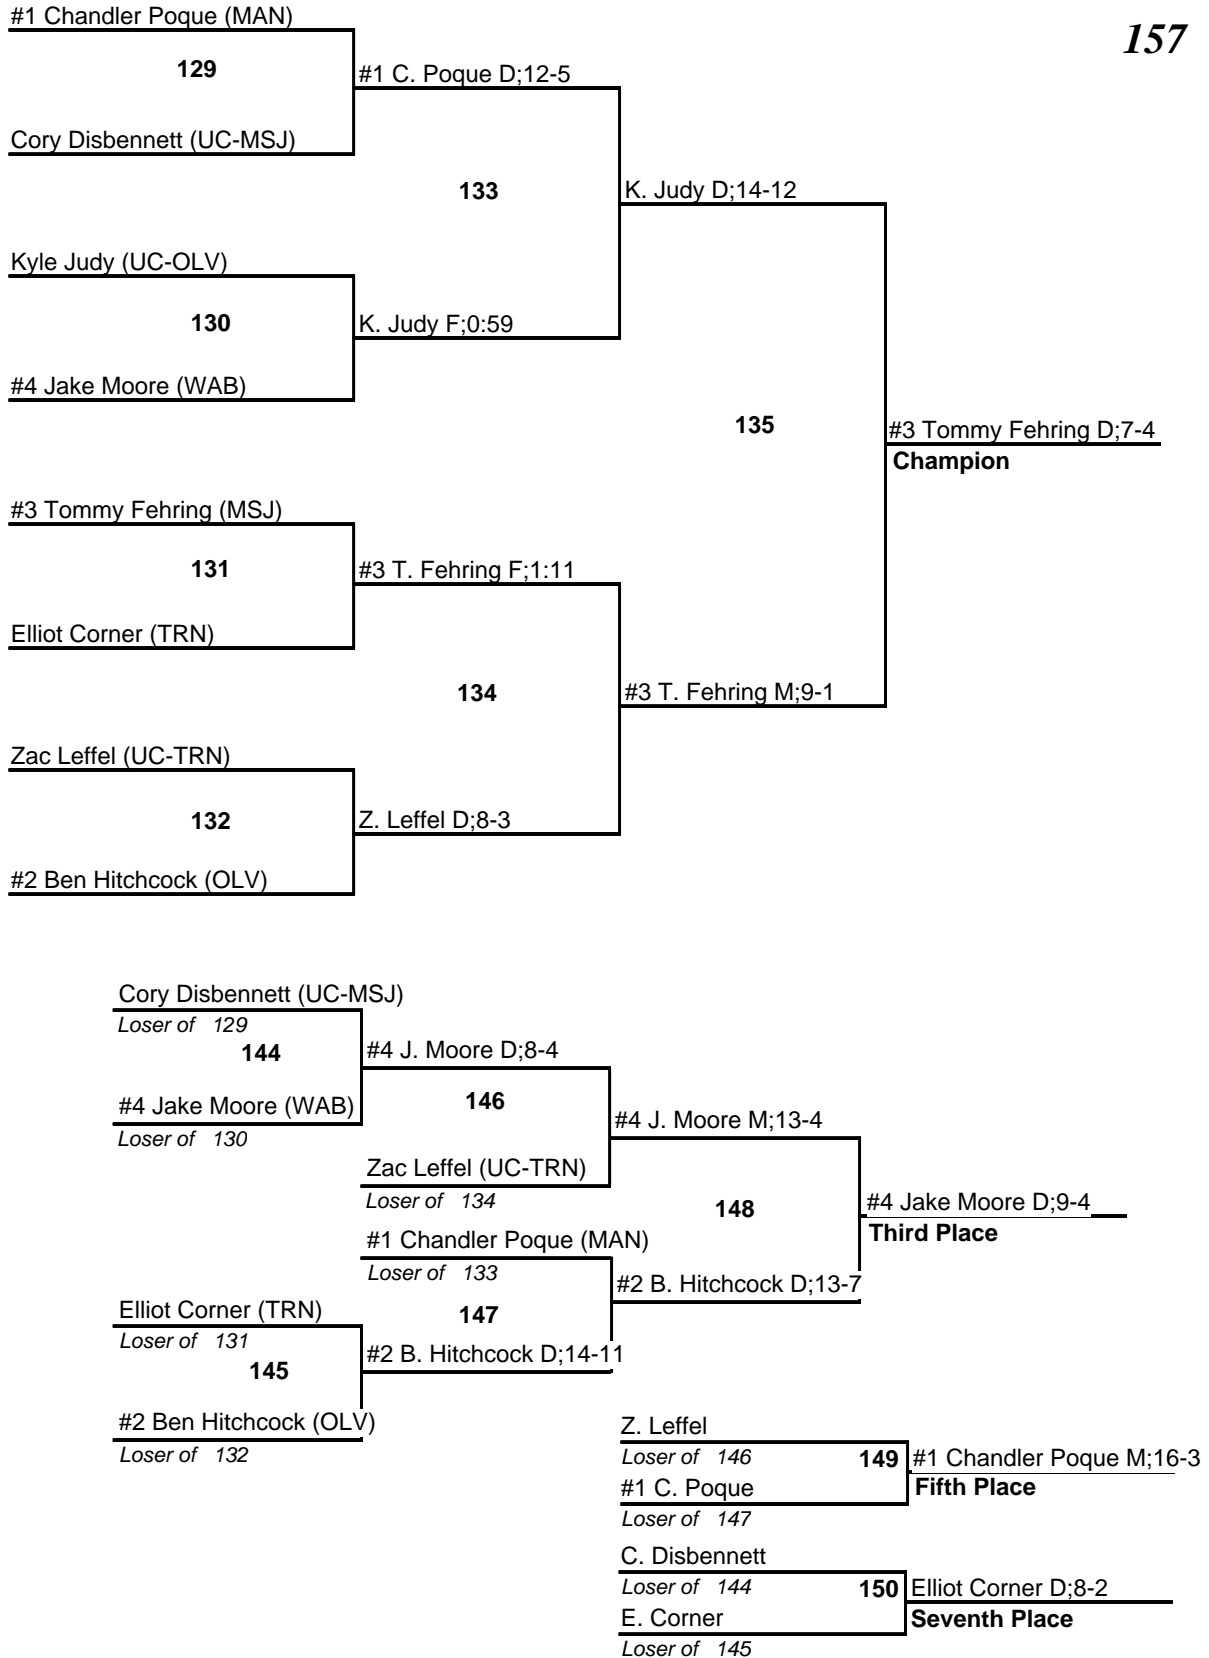 #1 Chandler Poque (MAN)
157
129
#1 C. Poque D;12-5
Cory Disbennett (UC-MSJ)
133
K. Judy D;14-12
Kyle Judy (UC-OLV)
130
K. Judy F;0:59
#4 Jake Moore (WAB)
135
#3 Tommy Fehring D;7-4
Champion
#3 Tommy Fehring (MSJ)
131
#3 T. Fehring F;1:11
Elliot Corner (TRN)
134
#3 T. Fehring M;9-1
Zac Leffel (UC-TRN)
132
Z. Leffel D;8-3
#2 Ben Hitchcock (OLV)
Cory Disbennett (UC-MSJ)
Loser of 129
144
#4 J. Moore D;8-4
#4 Jake Moore (WAB)
Loser of 130
146
#4 J. Moore M;13-4
Zac Leffel (UC-TRN)
Loser of 134
148
#4 Jake Moore D;9-4
Third Place
#1 Chandler Poque (MAN)
Loser of 133
#2 B. Hitchcock D;13-7
Elliot Corner (TRN)
Loser of 131
147
145
#2 B. Hitchcock D;14-11
#2 Ben Hitchcock (OLV)
Loser of 132
Z. Leffel
Loser of 146
149
#1 Chandler Poque M;16-3
#1 C. Poque
Fifth Place
Loser of 147
C. Disbennett
Loser of 144
150
Elliot Corner D;8-2
E. Corner
Seventh Place
Loser of 145